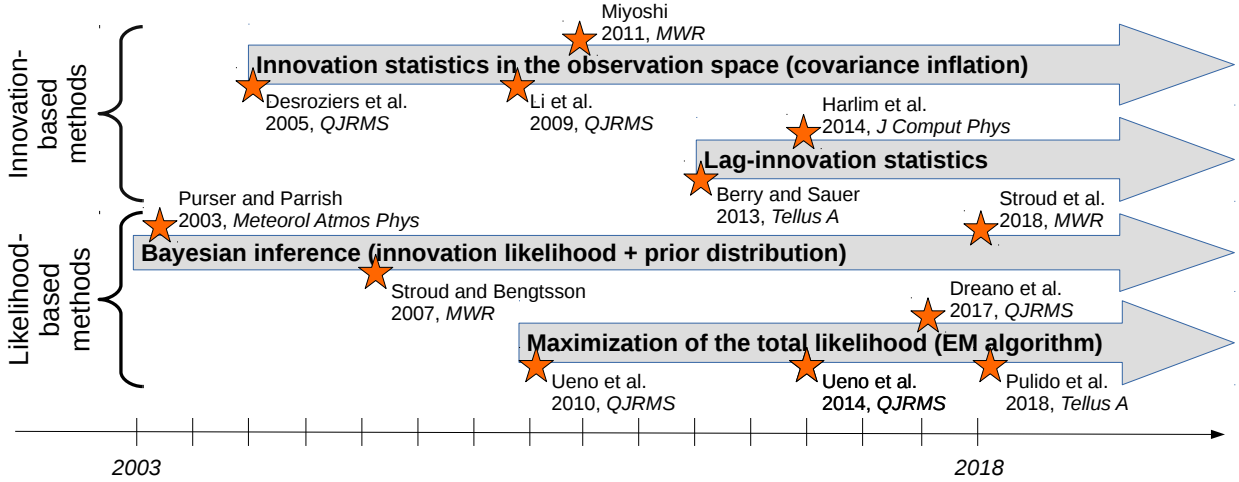 Innovation-
based
methods
Miyoshi
2011, MWR
Innovation statistics in the observation space (covariance inflation)
Desroziers et al.
2005, QJRMS
Li et al.
2009, QJRMS
Harlim et al.
2014, J Comput Phys
Lag-innovation statistics
Berry and Sauer
2013, Tellus A
Likelihood-
based
methods
Purser and Parrish
2003, Meteorol Atmos Phys
Stroud et al.
2018, MWR
Bayesian inference (innovation likelihood + prior distribution)
Stroud and Bengtsson
2007, MWR
Dreano et al.
2017, QJRMS
Maximization of the total likelihood (EM algorithm)
Ueno et al.
2010, QJRMS
Ueno et al.
2014, QJRMS
Pulido et al.
2018, Tellus A
2003
2018